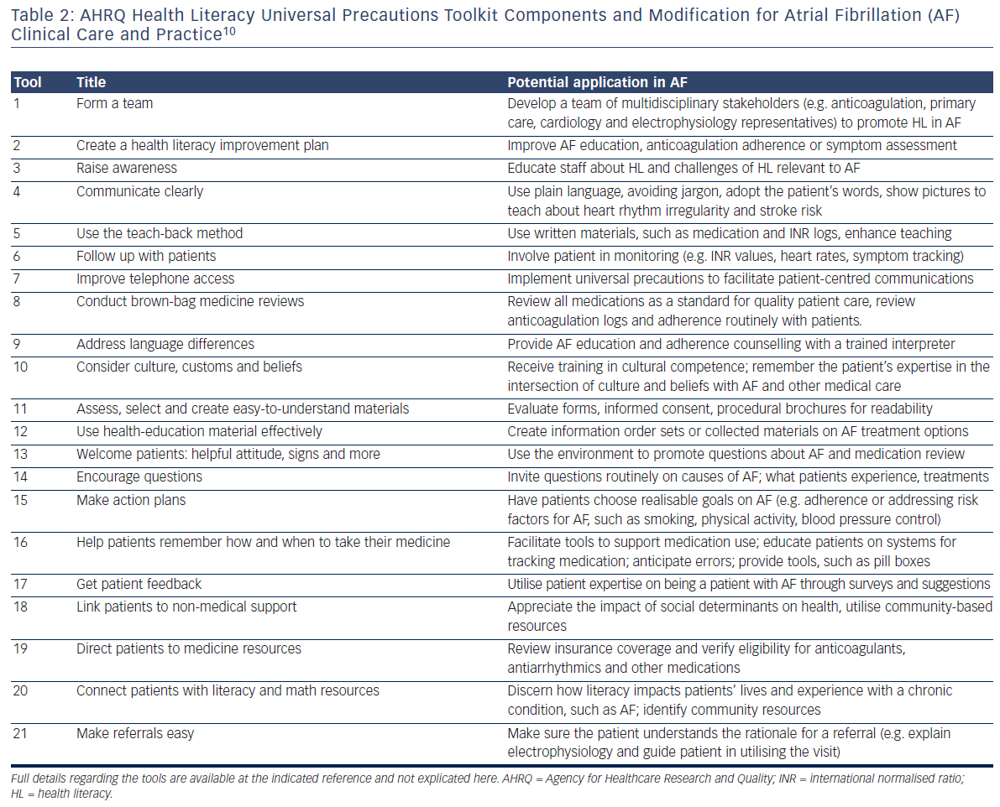 Table 2: AHRQ Health Literacy Universal Precautions Toolkit Components and Modification for Atrial Fibrillation (AF)
Clinical Care and Practice10
Tool Title Potential application in AF
1 Form a team Develop a team of multidisciplinary stakeholders (e.g. anticoagulation, primary
care, cardiology and electrophysiology representatives) to promote HL in AF
2 Create a health literacy improvement plan Improve AF education, anticoagulation adherence or symptom assessment
3 Raise awareness Educate staff about HL and challenges of HL relevant to AF
4 Communicate clearly Use plain language, avoiding jargon, adopt the patient’s words, show pictures to
teach about heart rhythm irregularity and stroke risk
5 Use the teach-back method Use written materials, such as medication and INR logs, enhance teaching
6 Follow up with patients Involve patient in monitoring (e.g. INR values, heart rates, symptom tracking)
7 Improve telephone access Implement universal precautions to facilitate patient-centred communications
8 Conduct brown-bag medicine reviews Review all medications as a standard for quality patient care, review
anticoagulation logs and adherence routinely with patients.
9 Address language differences Provide AF education and adherence counselling with a trained interpreter
10 Consider culture, customs and beliefs Receive training in cultural competence; remember the patient’s expertise in the
intersection of culture and beliefs with AF and other medical care
11 Assess, select and create easy-to-understand materials Evaluate forms, informed consent, procedural brochures for readability
12 Use health-education material effectively Create information order sets or collected materials on AF treatment options
13 Welcome patients: helpful attitude, signs and more Use the environment to promote questions about AF and medication review
14 Encourage questions Invite questions routinely on causes of AF; what patients experience, treatments
15 Make action plans Have patients choose realisable goals on AF (e.g. adherence or addressing risk
factors for AF, such as smoking, physical activity, blood pressure control)
16 Help patients remember how and when to take their medicine Facilitate tools to support medication use; educate patients on systems for
tracking medication; anticipate errors; provide tools, such as pill boxes
17 Get patient feedback Utilise patient expertise on being a patient with AF through surveys and suggestions
18 Link patients to non-medical support Appreciate the impact of social determinants on health, utilise community-based
resources
19 Direct patients to medicine resources Review insurance coverage and verify eligibility for anticoagulants,
antiarrhythmics and other medications
20 Connect patients with literacy and math resources Discern how literacy impacts patients’ lives and experience with a chronic
condition, such as AF; identify community resources
21 Make referrals easy Make sure the patient understands the rationale for a referral (e.g. explain
electrophysiology and guide patient in utilising the visit)
Full details regarding the tools are available at the indicated reference and not explicated here. AHRQ = Agency for Healthcare Research and Quality; INR = international normalised ratio;
HL = health literacy.